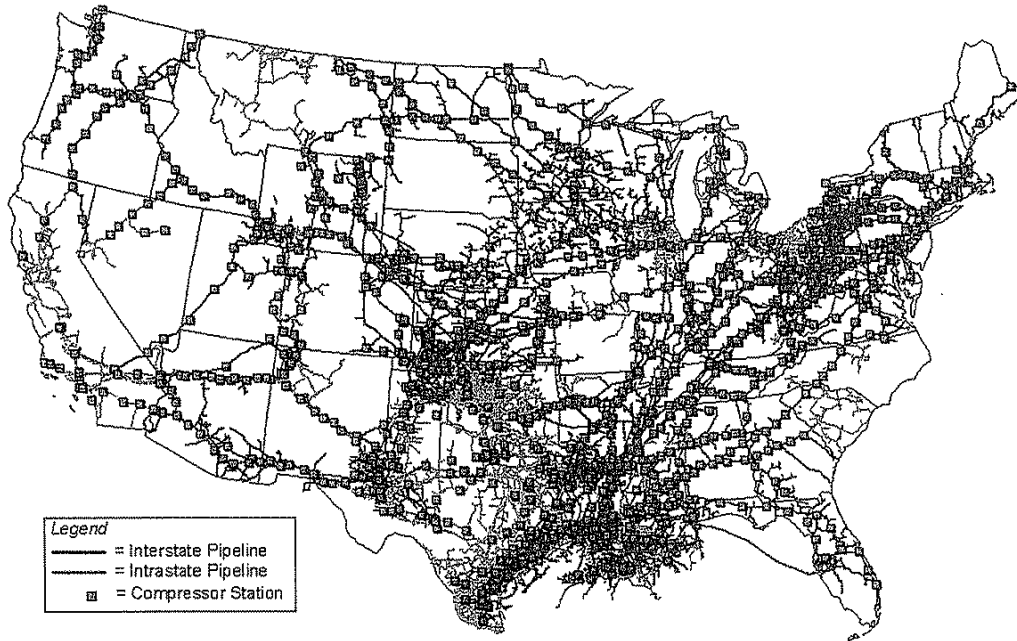 Legend
= Interstate Pipeline
= Intrastate Pipeline
= Compressor Station